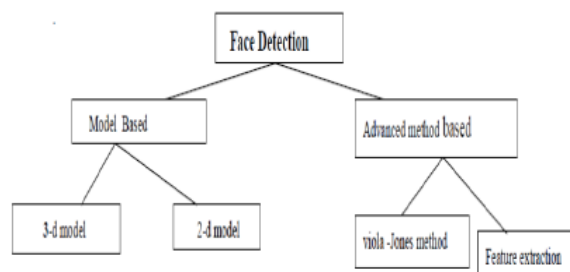 Face Detection
Model Based
Advanced method based
3-d model
2-d model
viola -Jones method
Feature extraction